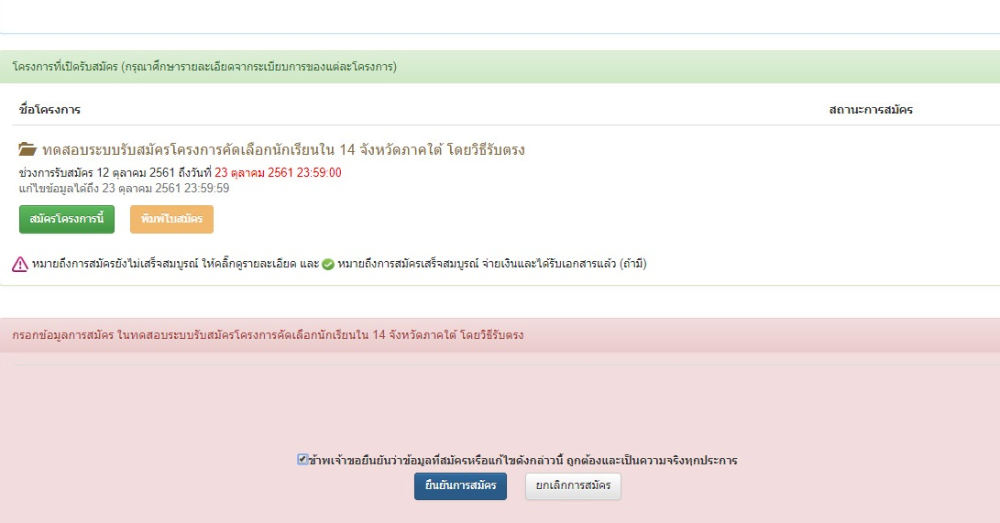 โครงการที่เปิดรับสมัคร (กรุณาศึกษารายละเอียดจากระเบียบการของแต่ละโครงการ)
ชื่อโครงการ สถานะการสมัคร
ทดสอบระบบรับสมัครโครงการคัดเลือกนักเรียนใน 14 จังหวัดภาคใต้ โดยวิธีรับตรง
ช่วงการรับสมัคร 12 ตุลาคม 2561 ถึงวันที่ 23 ตุลาคม 2561 23:59:00
แก้ไขข้อมูลได้ถึง 23 ตุลาคม 2561 23:59:59
สมัครโครงการนี้ พิมพ์ใบสมัคร
หมายถึงการสมัครยังไม่เสร็จสมบูรณ์ ให้คลิ๊กดูรายละเอียด และ หมายถึงการสมัครเสร็จสมบูรณ์ จ่ายเงินและได้รับเอกสารแล้ว (ถ้ามี)
กรอกข้อมูลการสมัคร ในทดสอบระบบรับสมัครโครงการคัดเลือกนักเรียนใน 14 จังหวัดภาคใต้ โดยวิธีรับตรง
ข้าพเจ้าขอยืนยันว่าข้อมูลที่สมัครหรือแก้ไขดังกล่าวนี้ ถูกต้องและเป็นความจริงทุกประการ
ยืนยันการสมัคร ยกเลิกการสมัคร